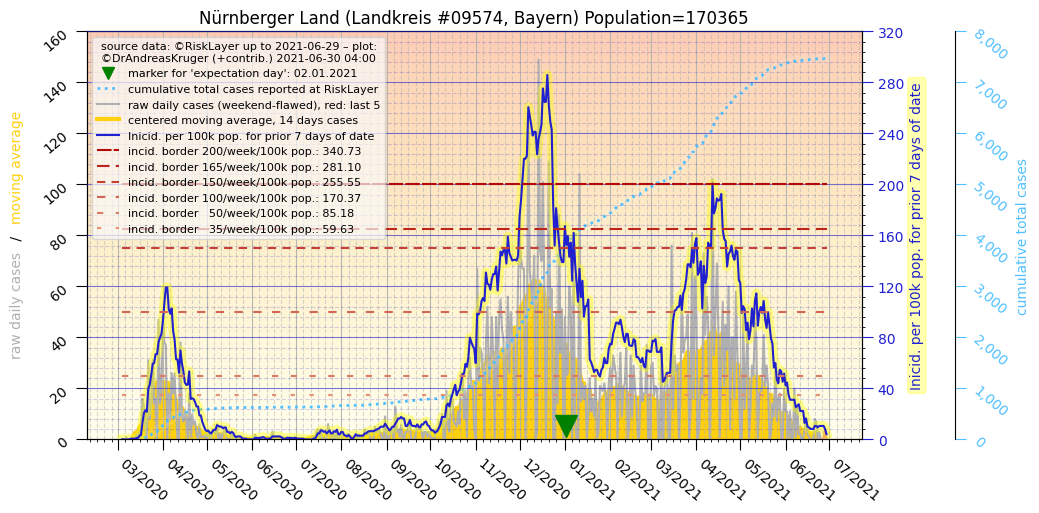 Nürnberger Land (Landkreis #09574, Bayern) Population=170365
source data: ©RiskLayer up to 2021-06-29 – plot:
©DrAndreasKruger (+contrib.) 2021-06-30 04:00
marker for 'expectation day': 02.01.2021
cumulative total cases reported at RiskLayer
raw daily cases (weekend-flawed), red: last 5
centered moving average, 14 days cases
Inicid. per 100k pop. for prior 7 days of date
incid. border 200/week/100k pop.: 340.73
incid. border 165/week/100k pop.: 281.10
incid. border 150/week/100k pop.: 255.55
incid. border 100/week/100k pop.: 170.37
incid. border   50/week/100k pop.: 85.18
incid. border   35/week/100k pop.: 59.63
raw daily cases / moving average
160
140
120
100
80
60
40
20
0
320
280
240
200
160
120
80
40
0
Inicid. per 100k pop. for prior 7 days of date
8,000
7,000
6,000
5,000
4,000
3,000
2,000
1,000
0
cumulative total cases
03/2020
04/2020
05/2020
06/2020
07/2020
08/2020
09/2020
10/2020
11/2020
12/2020
01/2021
02/2021
03/2021
04/2021
05/2021
06/2021
07/2021